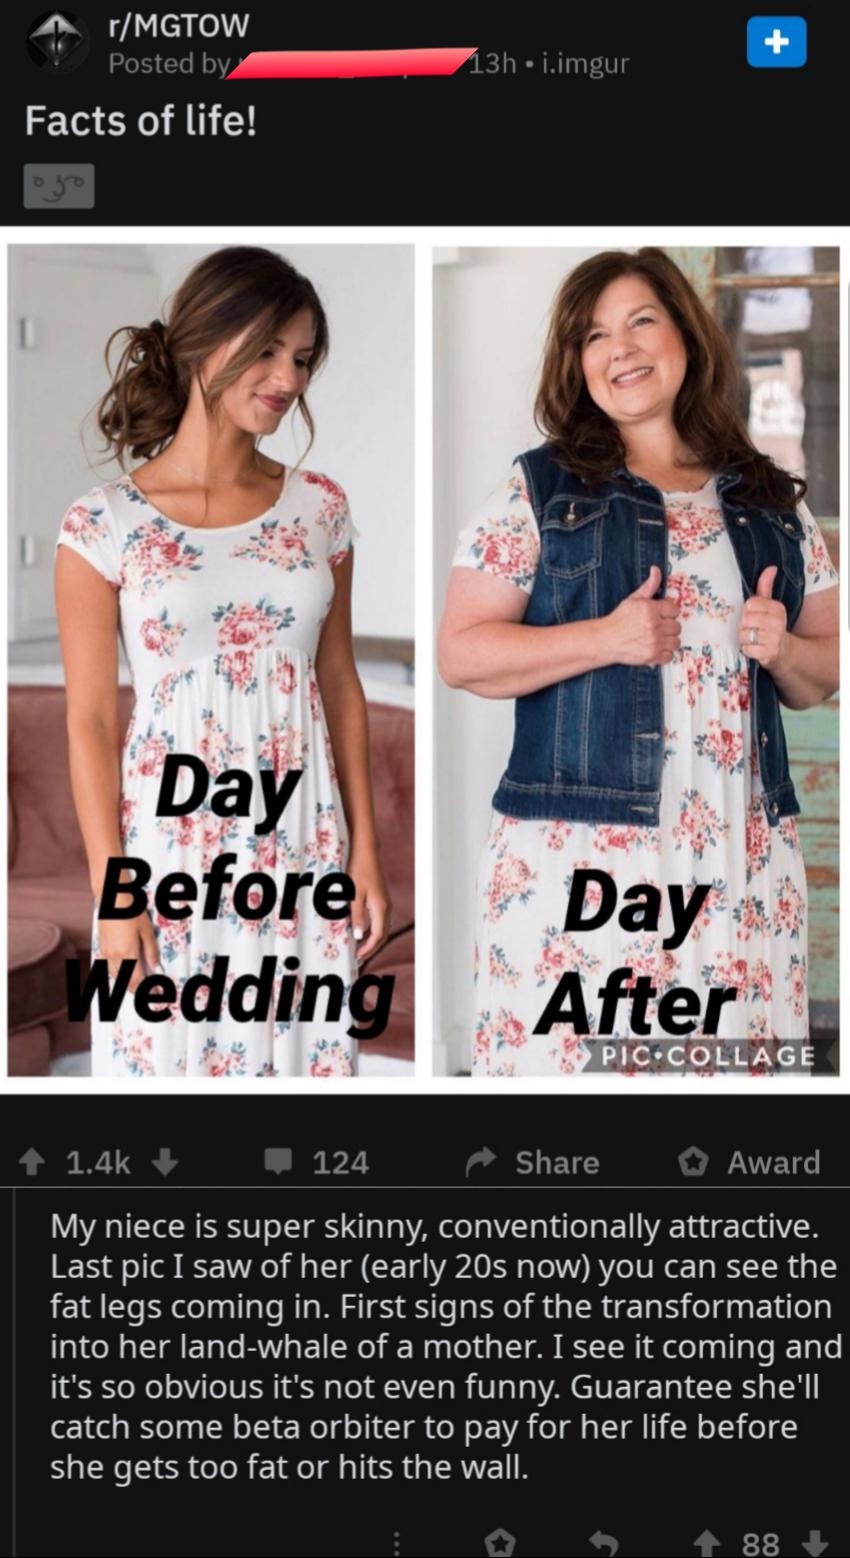 r/MGTOW
Posted by 13h • i.imgur
Facts of life!
Day
Before
Wedding
Day
After
PIC•COLLAGE
1.4k 124 Share Award
My niece is super skinny, conventionally attractive.
Last pic I saw of her (early 20s now) you can see the
fat legs coming in. First signs of the transformation
into her land-whale of a mother. I see it coming and
it's so obvious it's not even funny. Guarantee she'll
catch some beta orbiter to pay for her life before
she gets too fat or hits the wall.
88